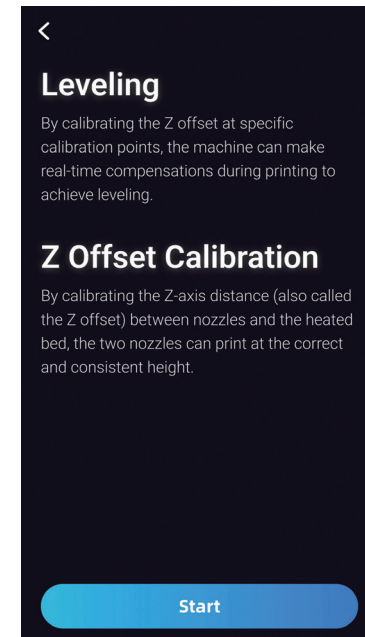 Leveling
By calibrating the Z offset at specific
calibration points, the machine can make
real-time compensations during printing to
achieve leveling.
Z Offset Calibration
By calibrating the Z-axis distance (also called
the Z offset) between nozzles and the heated
bed, the two nozzles can print at the correct
and consistent height.
Start